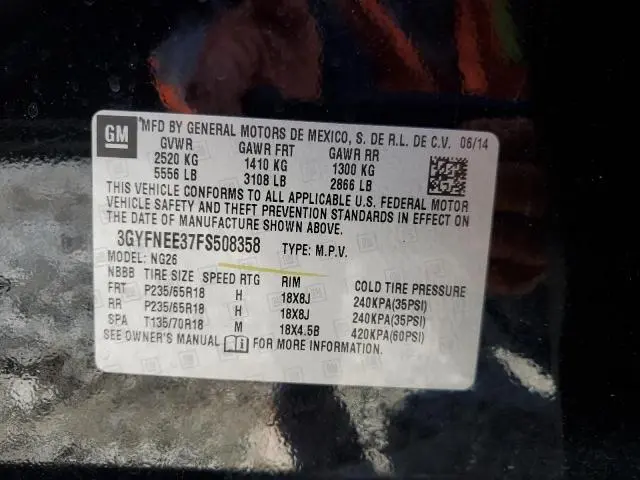 GM *MFD BY GENERAL MOTORS DE MEXICO, S. DE R.L. DE C.V. 06/14
GVWR GAWR FRT GAWR RR
2520 KG 1410 KG 1300 KG
5556 LB 3108 LB 2866 LB
THIS VEHICLE CONFORMS TO ALL APPLICABLE U.S. FEDERAL MOTOR
VEHICLE SAFETY AND THEFT PREVENTION STANDARDS IN EFFECT ON
THE DATE OF MANUFACTURE SHOWN ABOVE.
3GYFNEE37FS508358 TYPE: M.P.V.
MODEL: NG26
NBBB TIRE SIZE SPEED RTG RIM COLD TIRE PRESSURE
FRT P235/65R18 H 18X8J 240KPA(35PSI)
RR P235/65R18 H 18X8J 240KPA(35PSI)
SPA T135/70R18 M 18X4.5B 420KPA(60PSI)
SEE OWNER'S MANUAL FOR MORE INFORMATION.